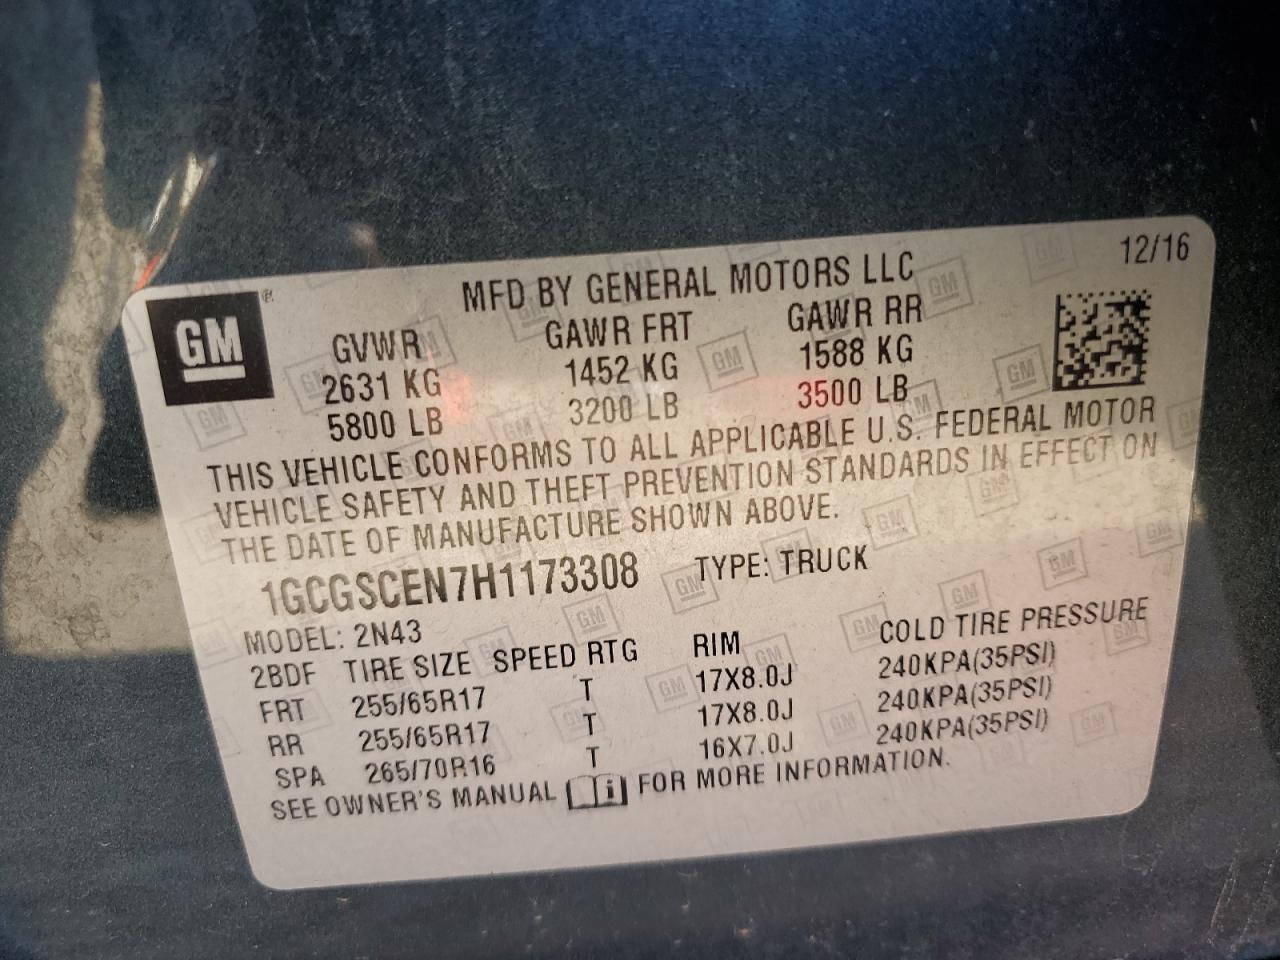 12/16
GM ®
MFD BY GENERAL MOTORS LLC
GVWR GAWR FRT GAWR RR
2631 KG 1452 KG 1588 KG
5800 LB 3200 LB 3500 LB
THIS VEHICLE CONFORMS TO ALL APPLICABLE U.S. FEDERAL MOTOR
VEHICLE SAFETY AND THEFT PREVENTION STANDARDS IN EFFECT ON
THE DATE OF MANUFACTURE SHOWN ABOVE.
1GCGSCEN7H1173308 TYPE: TRUCK
MODEL: 2N43
2BDF TIRE SIZE SPEED RTG RIM COLD TIRE PRESSURE
FRT 255/65R17 T 17X8.0J 240KPA(35PSI)
RR 255/65R17 T 17X8.0J 240KPA(35PSI)
SPA 265/70R16 T 16X7.0J 240KPA(35PSI)
SEE OWNER'S MANUAL i FOR MORE INFORMATION.